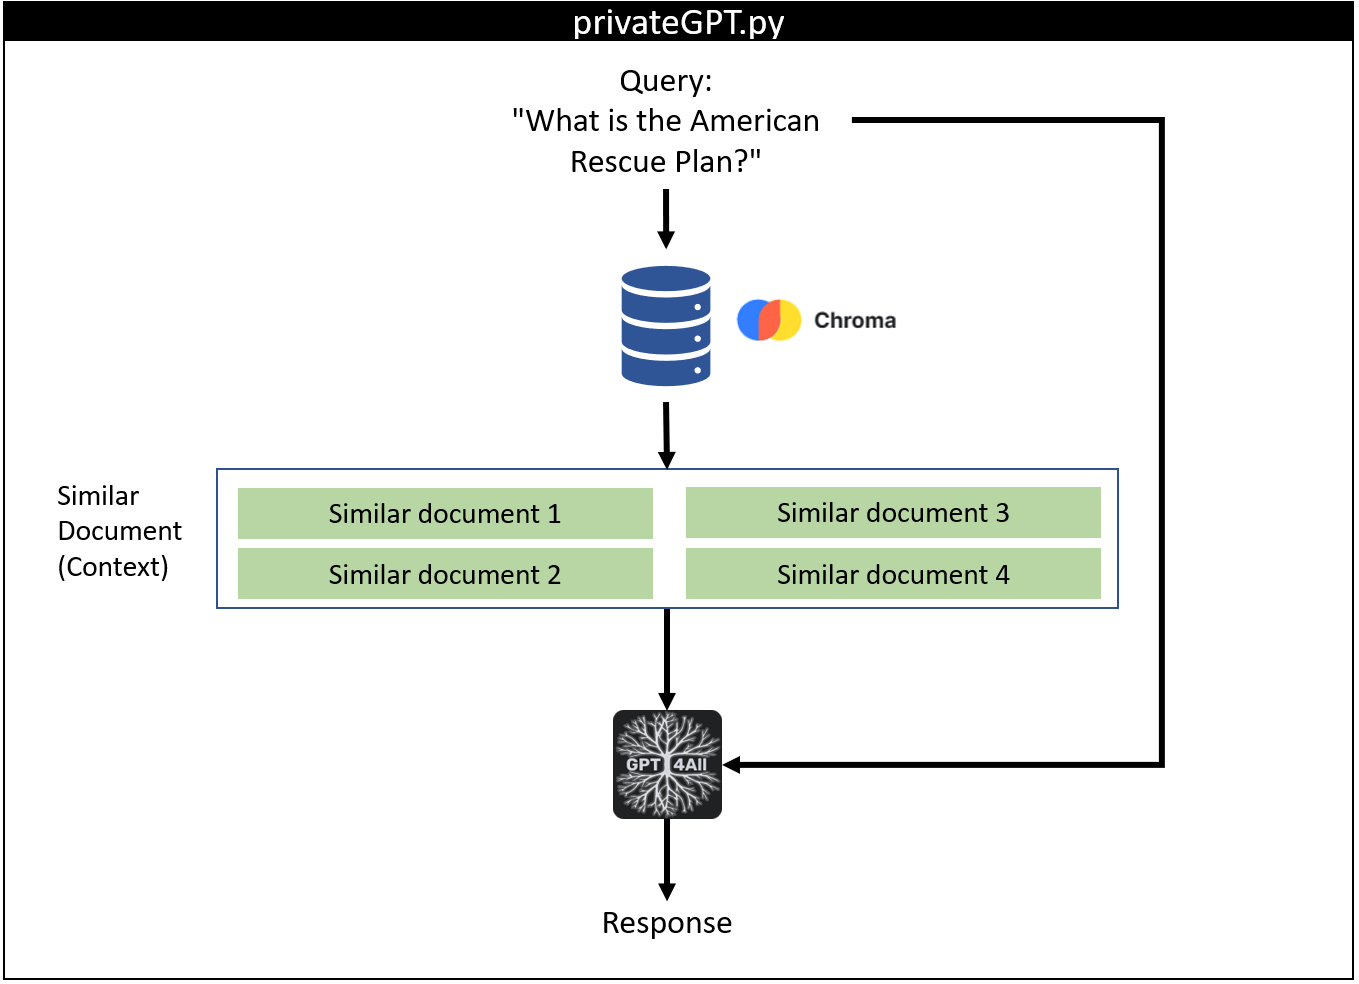 privateGPT.py
Query:
"What is the American
Rescue Plan?"
Chroma
Similar
Document
(Context)
Similar document 1
Similar document 3
Similar document 2
Similar document 4
GPT 4All
Response